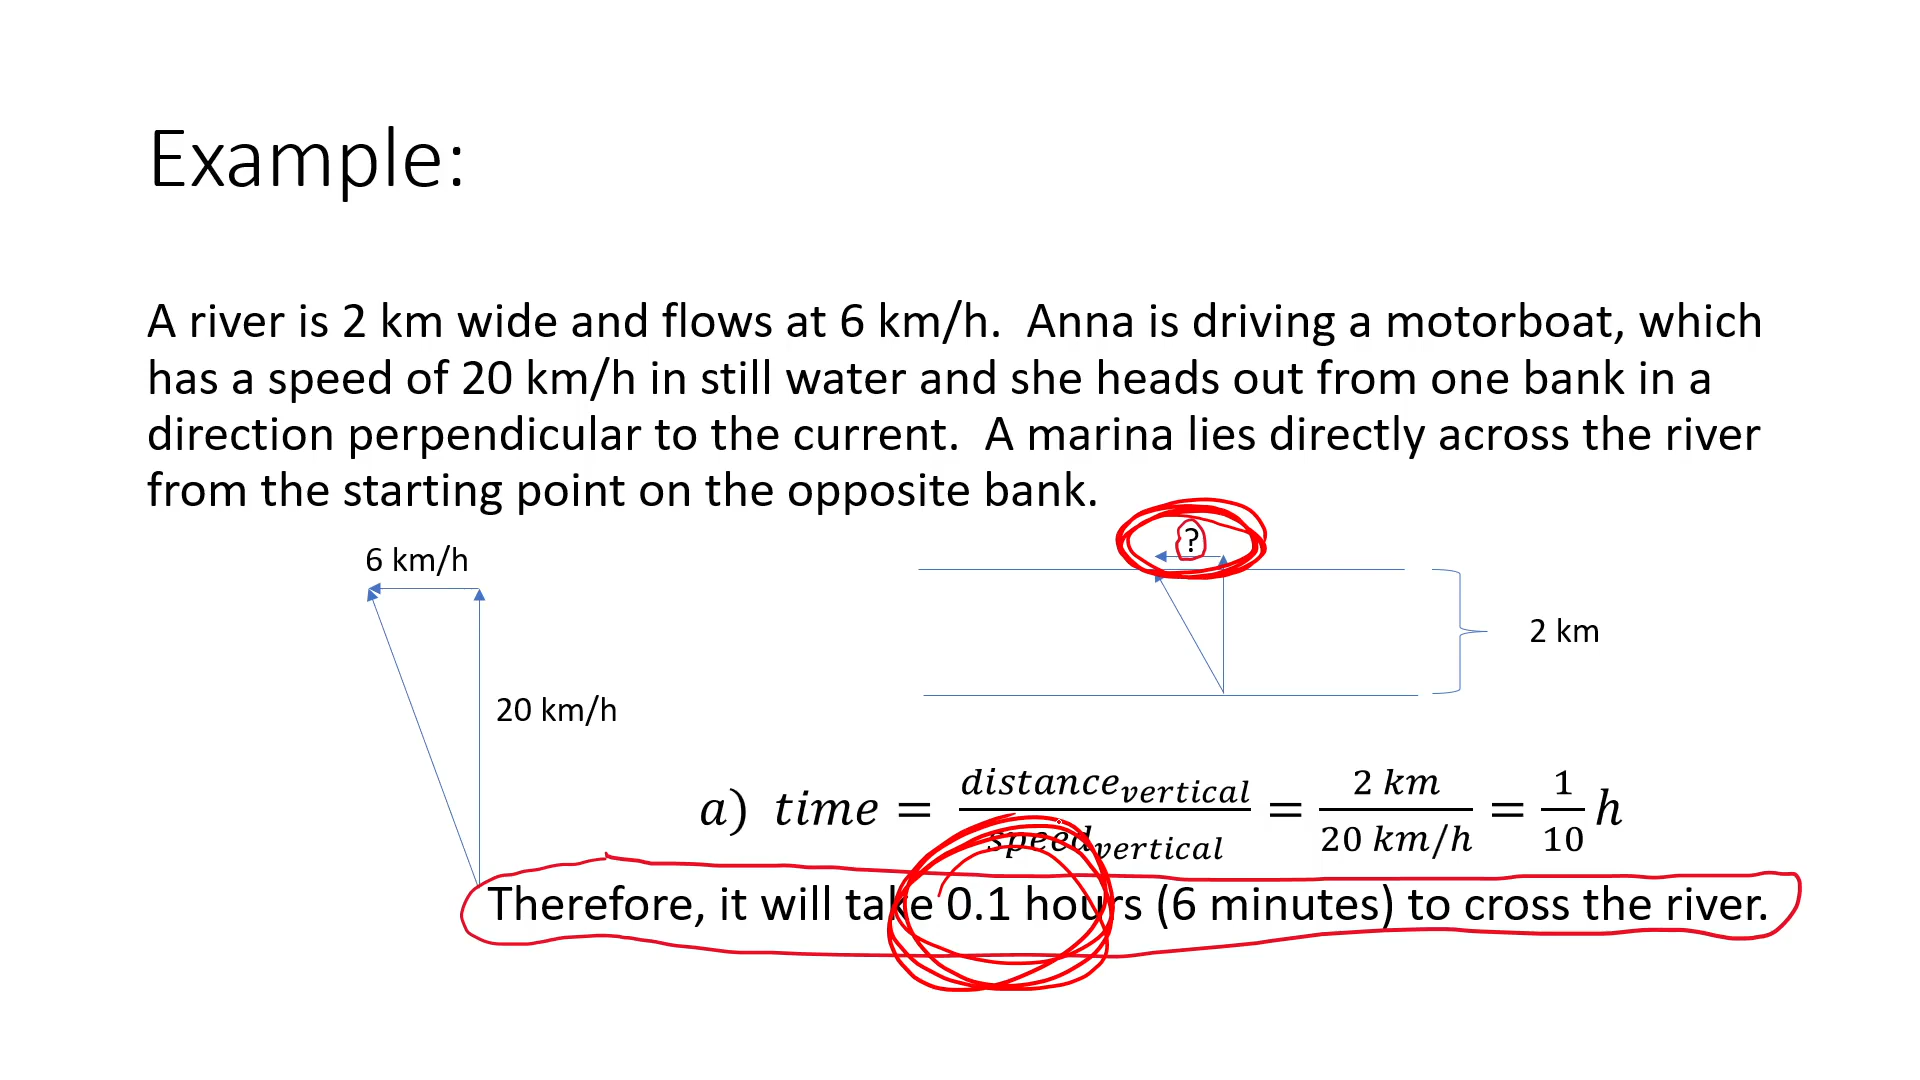 Example:
A river is 2 km wide and flows at 6 km/h. Anna is driving a motorboat, which
has a speed of 20 km/h in still water and she heads out from one bank in a
direction perpendicular to the current. A marina lies directly across the river
from the starting point on the opposite bank.
?
6 km/h
2 km
20 km/h
a) time = distance_vertical / speed_vertical = 2 km / 20 km/h = 1/10 h
Therefore, it will take 0.1 hours (6 minutes) to cross the river.